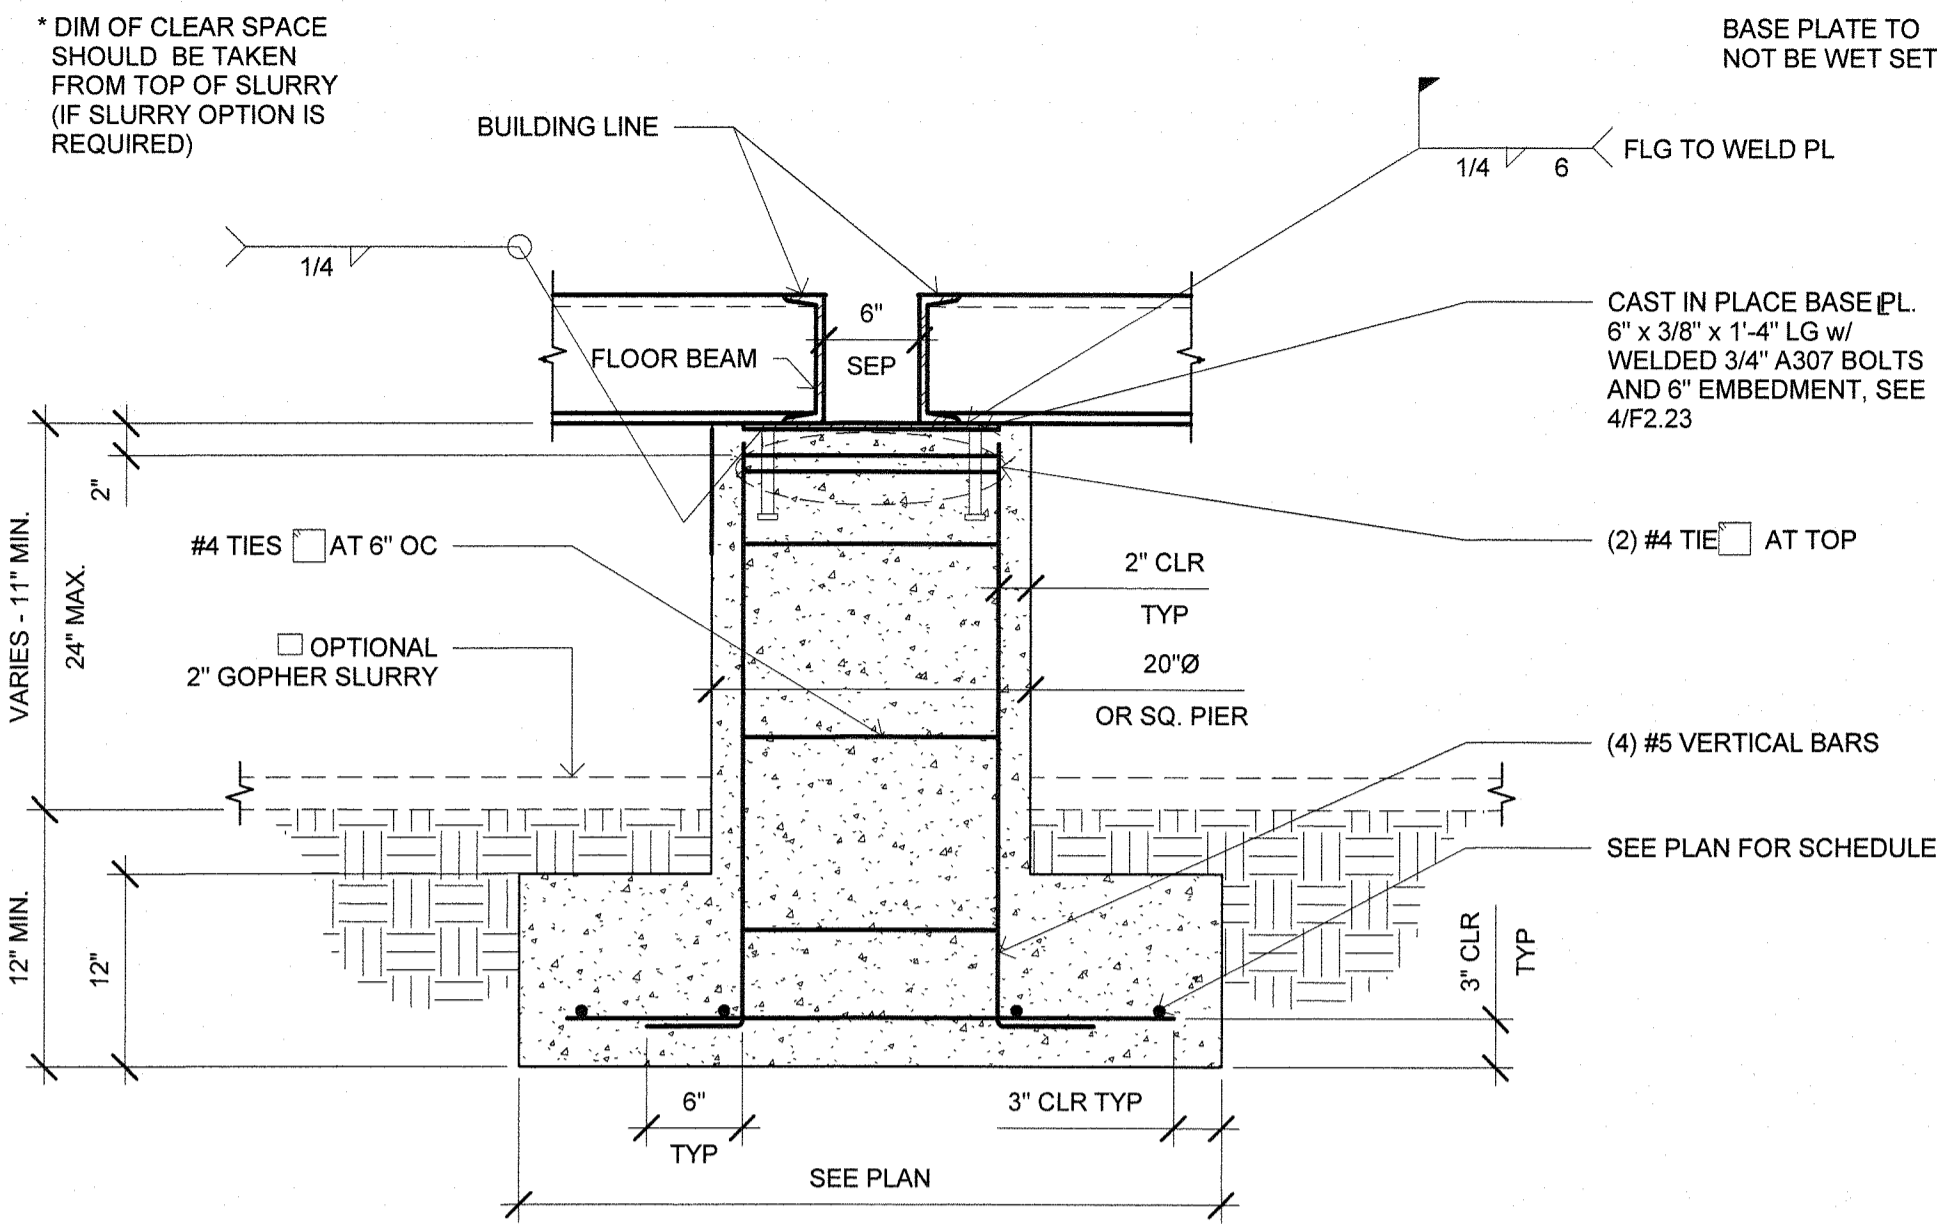 * DIM OF CLEAR SPACE
SHOULD BE TAKEN
FROM TOP OF SLURRY
(IF SLURRY OPTION IS
REQUIRED)
BASE PLATE TO
NOT BE WET SET
BUILDING LINE
1/4 6 FLG TO WELD PL
1/4
6"
SEP
FLOOR BEAM
CAST IN PLACE BASE PL.
6" x 3/8" x 1'-4" LG w/
WELDED 3/4" A307 BOLTS
AND 6" EMBEDMENT, SEE
4/F2.23
2"
VARIES - 11" MIN.
24" MAX.
#4 TIES AT 6" OC
(2) #4 TIE AT TOP
2" CLR
TYP
OPTIONAL
2" GOPHER SLURRY
20"Ø
OR SQ. PIER
(4) #5 VERTICAL BARS
SEE PLAN FOR SCHEDULE
12" MIN.
12"
3" CLR
TYP
6"
TYP
3" CLR TYP
SEE PLAN